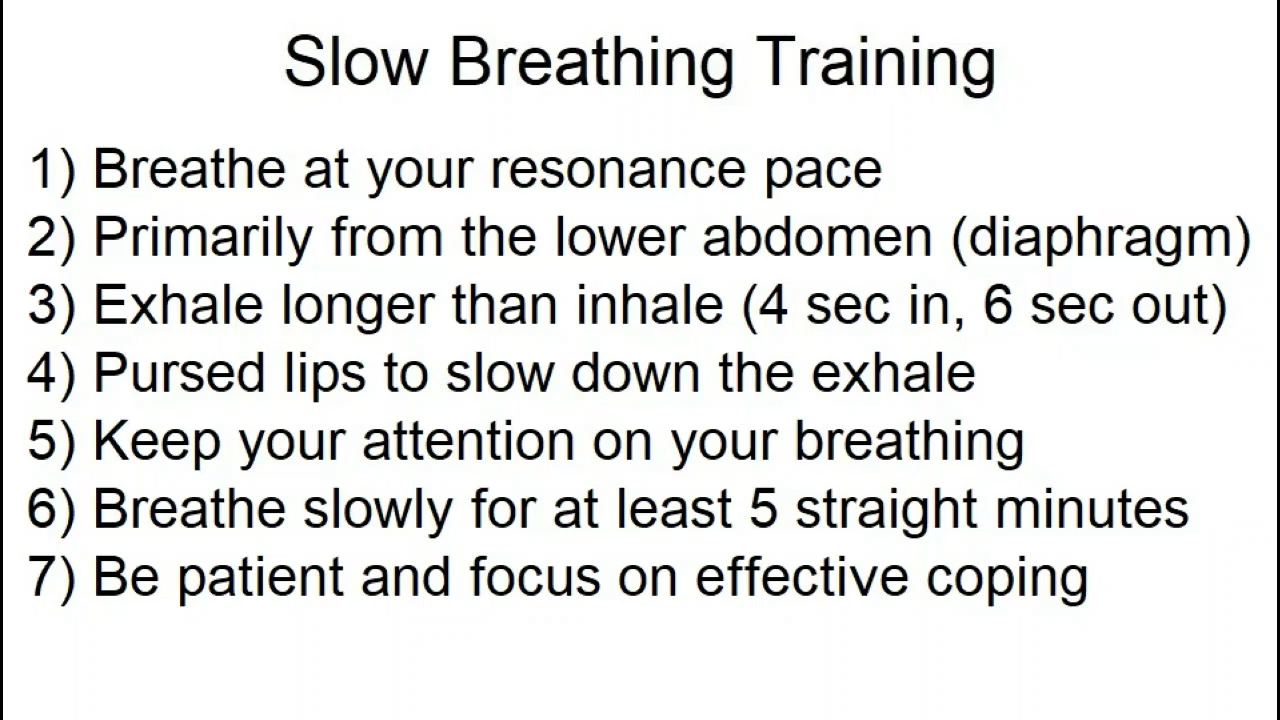 Slow Breathing Training
1) Breathe at your resonance pace
2) Primarily from the lower abdomen (diaphragm)
3) Exhale longer than inhale (4 sec in, 6 sec out)
4) Pursed lips to slow down the exhale
5) Keep your attention on your breathing
6) Breathe slowly for at least 5 straight minutes
7) Be patient and focus on effective coping